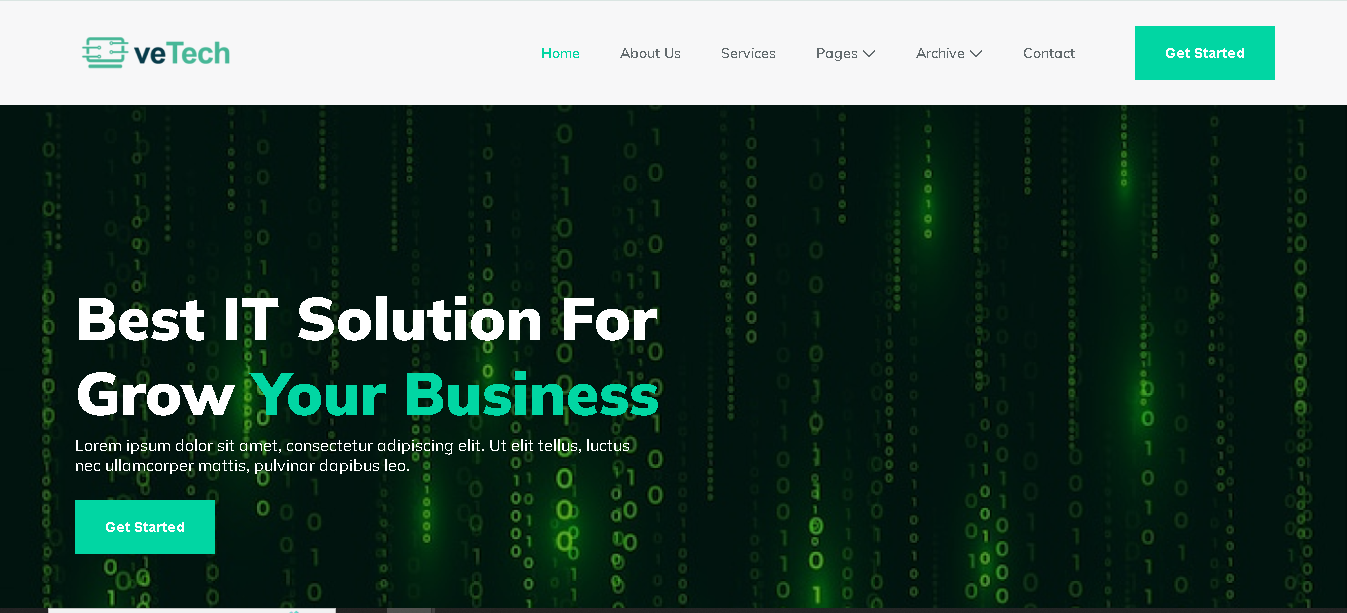 veTech
Home
About Us
Services
Pages
Archive
Contact
Get Started
Best IT Solution For
Grow Your Business
Lorem ipsum dolor sit amet, consectetur adipiscing elit. Ut elit tellus, luctus
nec ullamcorper mattis, pulvinar dapibus leo.
Get Started